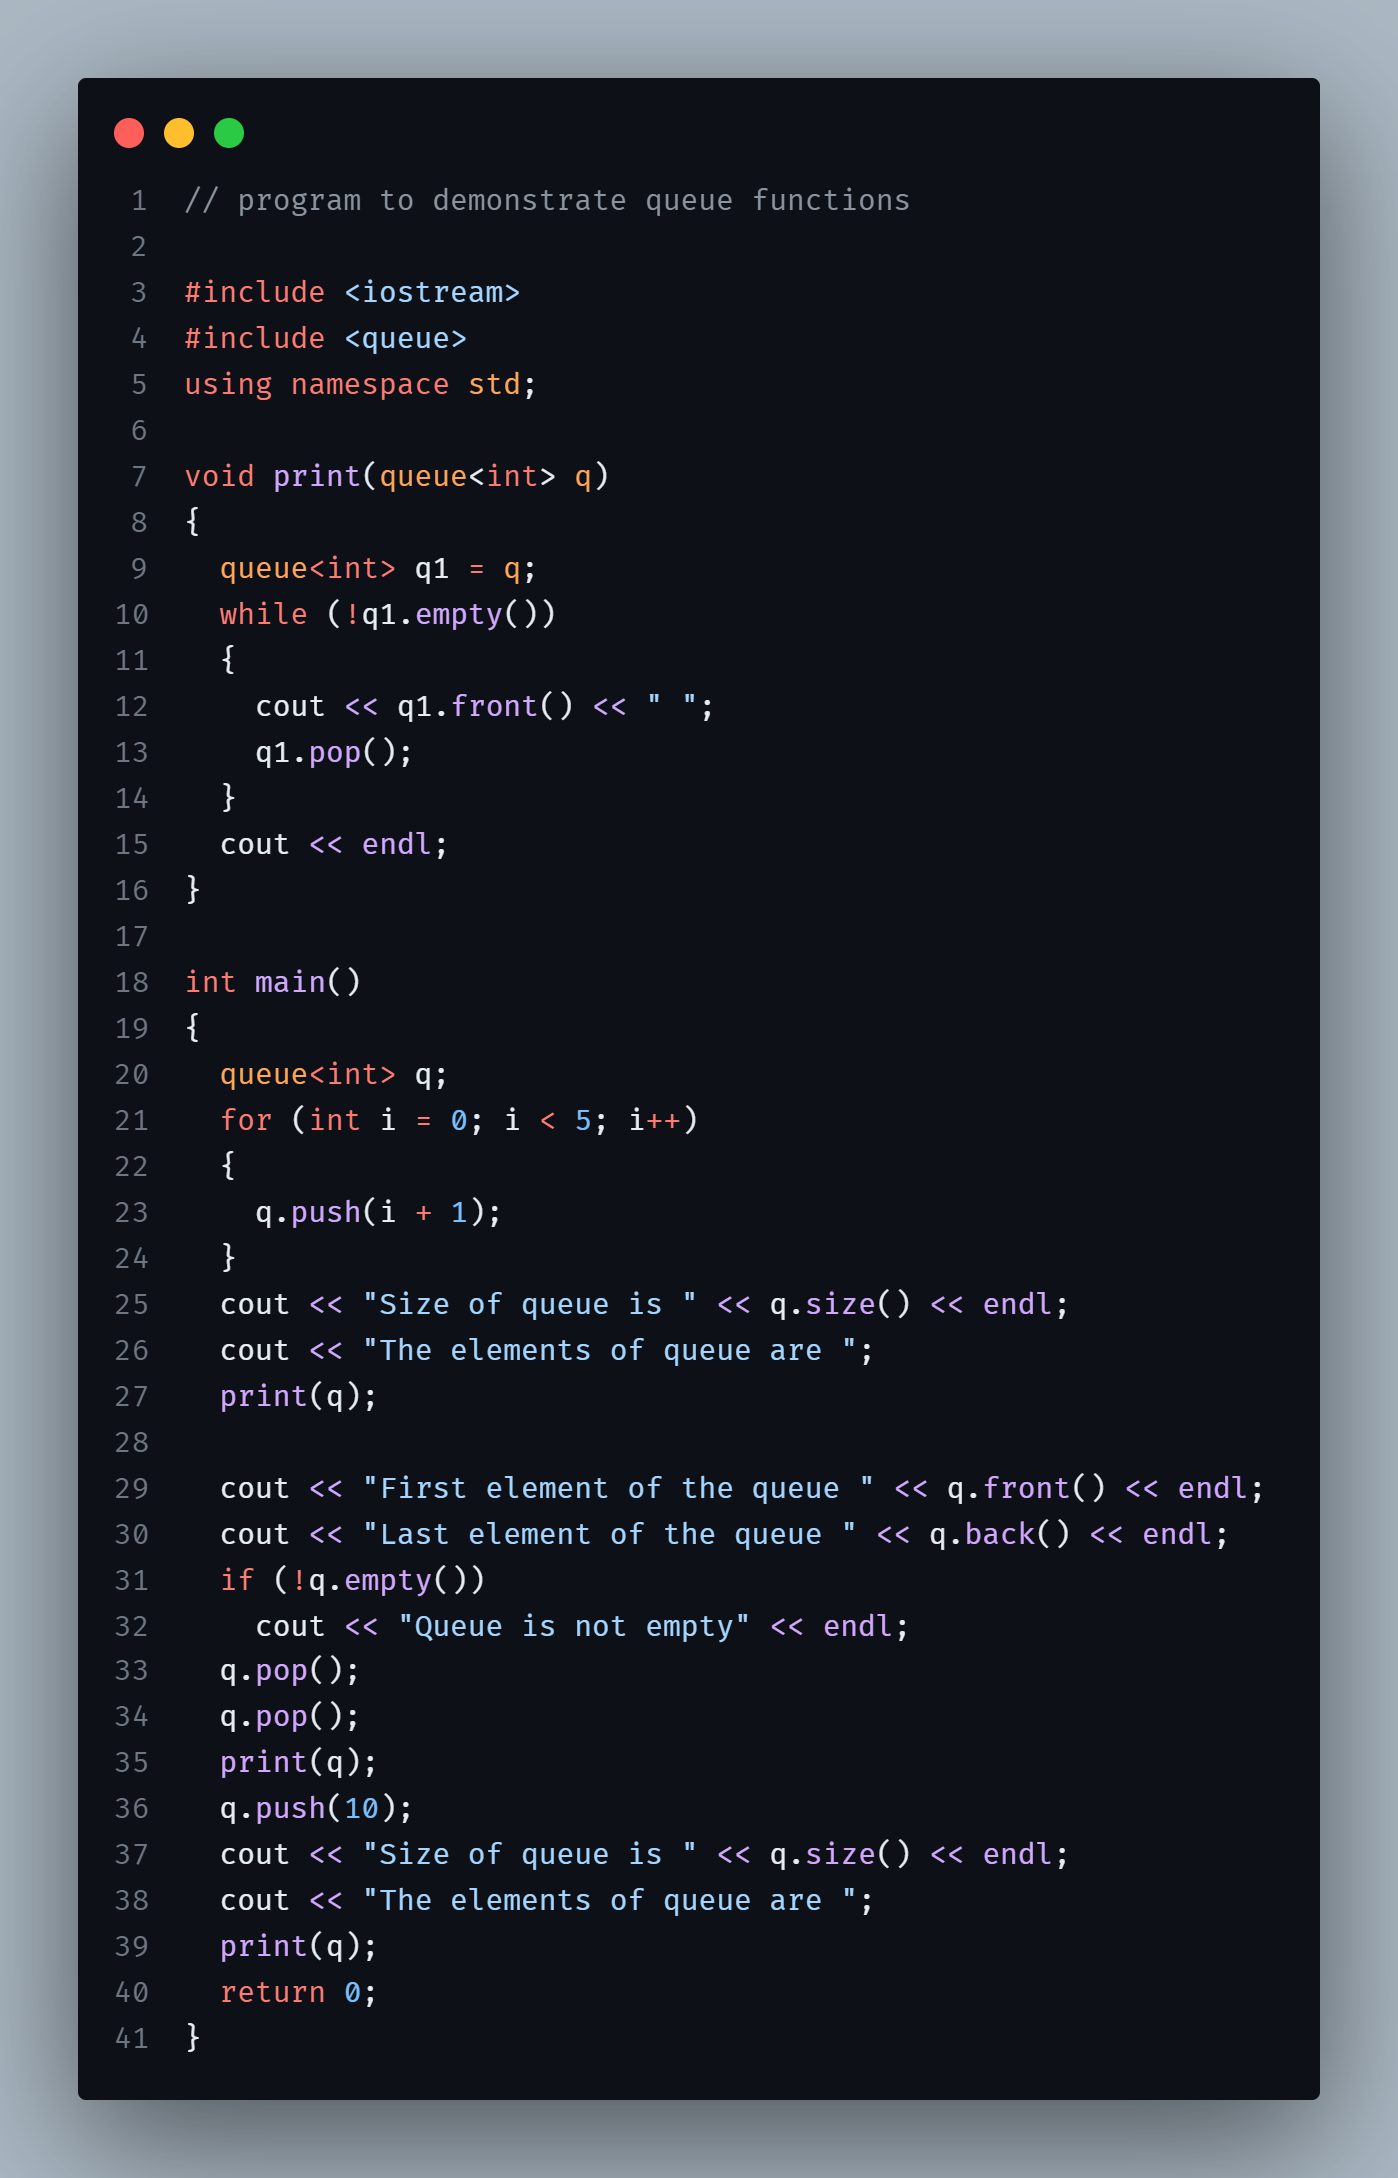 1 // program to demonstrate queue functions
2
3 #include <iostream>
4 #include <queue>
5 using namespace std;
6
7 void print(queue<int> q)
8 {
9   queue<int> q1 = q;
10   while (!q1.empty())
11   {
12     cout << q1.front() << " ";
13     q1.pop();
14   }
15   cout << endl;
16 }
17
18 int main()
19 {
20   queue<int> q;
21   for (int i = 0; i < 5; i++)
22   {
23     q.push(i + 1);
24   }
25   cout << "Size of queue is " << q.size() << endl;
26   cout << "The elements of queue are ";
27   print(q);
28
29   cout << "First element of the queue " << q.front() << endl;
30   cout << "Last element of the queue " << q.back() << endl;
31   if (!q.empty())
32     cout << "Queue is not empty" << endl;
33   q.pop();
34   q.pop();
35   print(q);
36   q.push(10);
37   cout << "Size of queue is " << q.size() << endl;
38   cout << "The elements of queue are ";
39   print(q);
40   return 0;
41 }